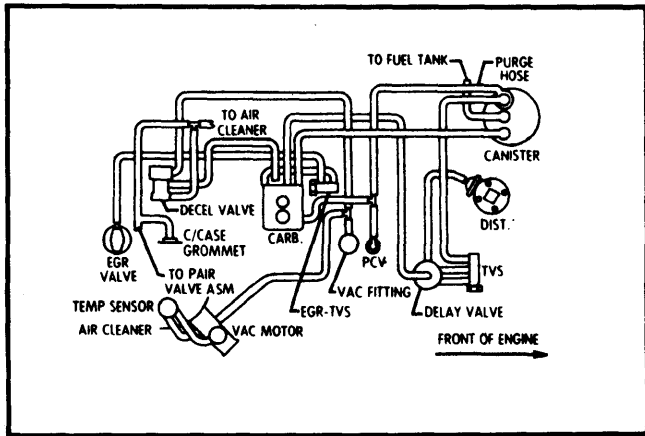 TO FUEL TANK
PURGE
HOSE
TO AIR
CLEANER
CANISTER
DECEL VALVE
CARB.
DIST.
C/CASE
GROMMET
EGR
VALVE
PCV
TVS
TO PAIR
VALVE ASM
VAC FITTING
TEMP SENSOR
EGR-TVS
DELAY VALVE
AIR CLEANER
VAC MOTOR
FRONT OF ENGINE